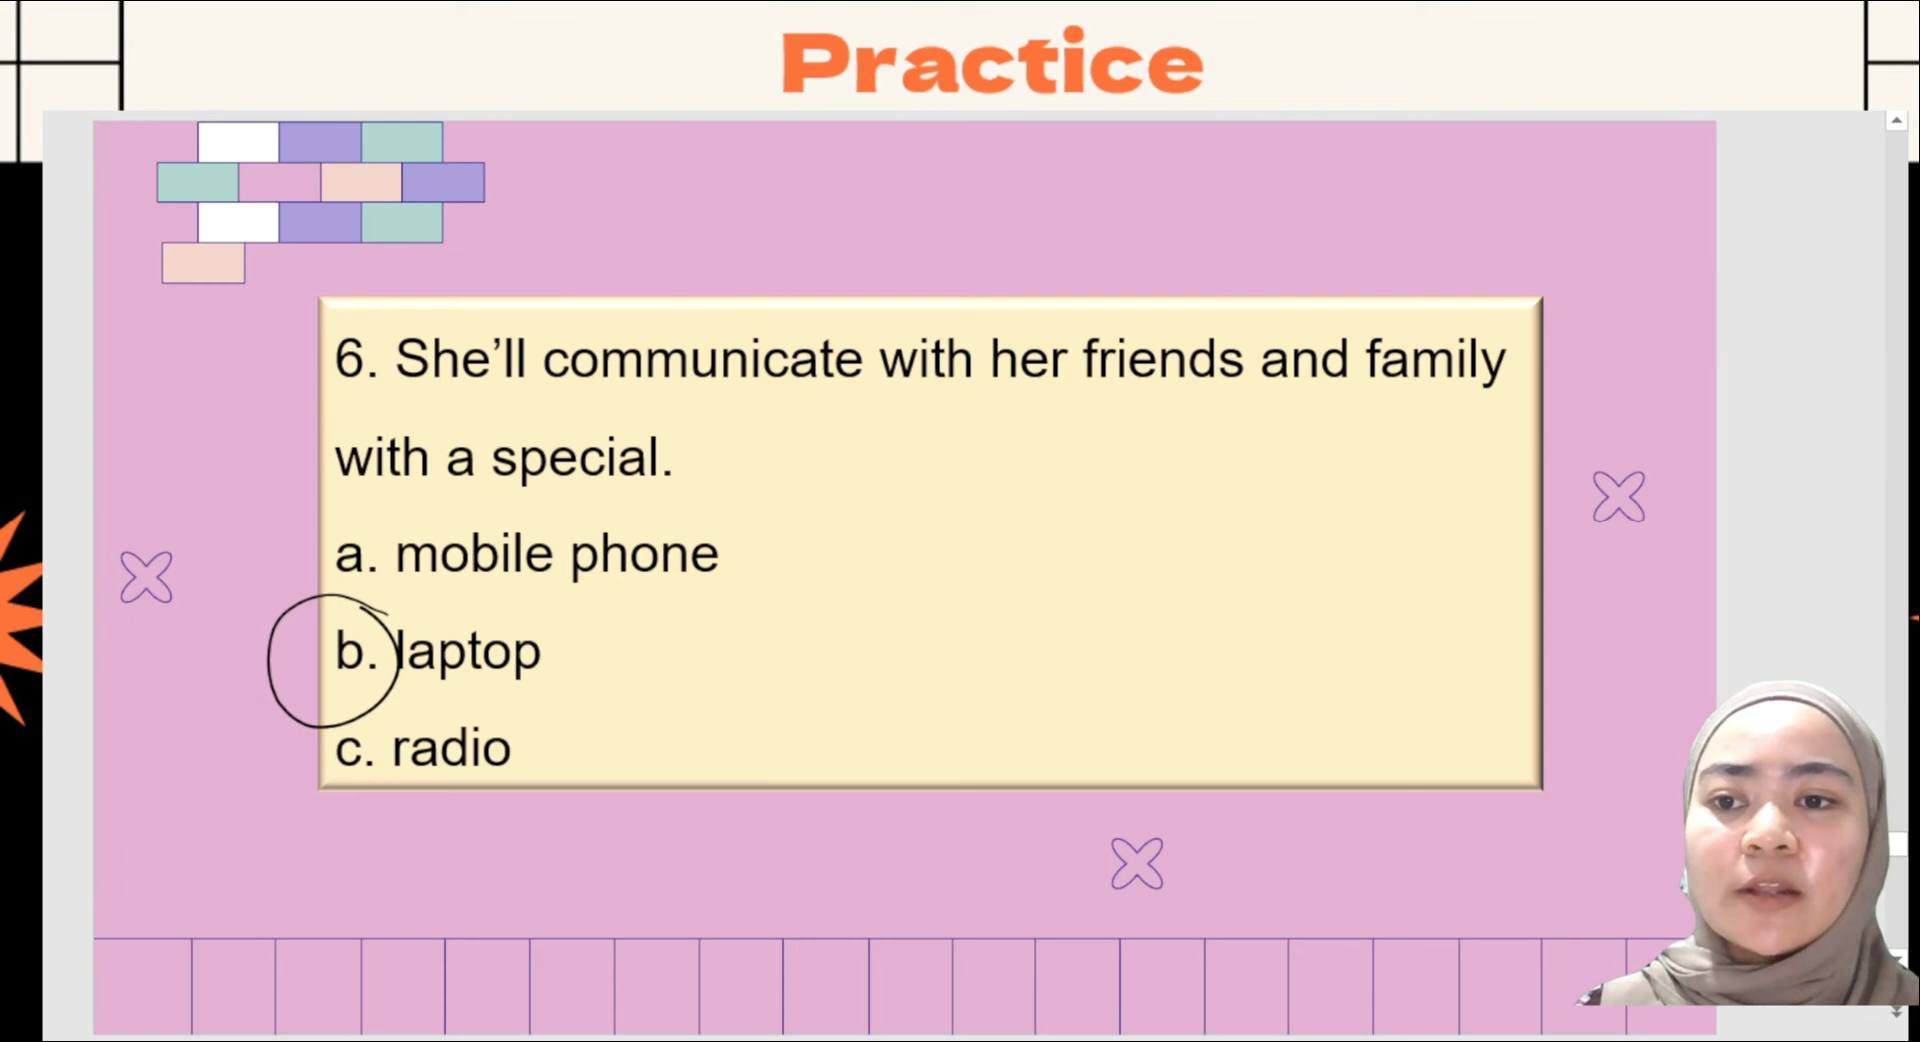 Practice
6. She’ll communicate with her friends and family
with a special.
a. mobile phone
b. laptop
c. radio